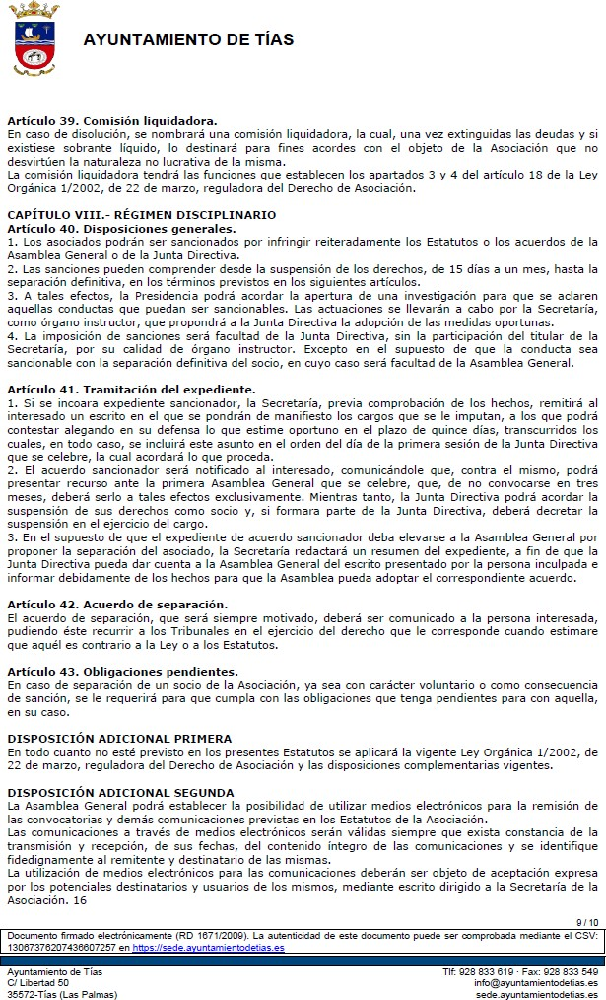 AYUNTAMIENTO DE TÍAS
Artículo 39. Comisión liquidadora.
En caso de disolución, se nombrará una comisión liquidadora, la cual, una vez extinguidas las deudas y si
existiese sobrante líquido, lo destinará para fines acordes con el objeto de la Asociación que no
desvirtúen la naturaleza no lucrativa de la misma.
La comisión liquidadora tendrá las funciones que establecen los apartados 3 y 4 del artículo 18 de la Ley
Orgánica 1/2002, de 22 de marzo, reguladora del Derecho de Asociación.
CAPÍTULO VIII.- RÉGIMEN DISCIPLINARIO
Artículo 40. Disposiciones generales.
1. Los asociados podrán ser sancionados por infringir reiteradamente los Estatutos o los acuerdos de la
Asamblea General o de la Junta Directiva.
2. Las sanciones pueden comprender desde la suspensión de los derechos, de 15 días a un mes, hasta la
separación definitiva, en los términos previstos en los siguientes artículos.
3. A tales efectos, la Presidencia podrá acordar la apertura de una investigación para que se aclaren
aquellas conductas que puedan ser sancionables. Las actuaciones se llevarán a cabo por la Secretaría,
como órgano instructor, que propondrá a la Junta Directiva la adopción de las medidas oportunas.
4. La imposición de sanciones será facultad de la Junta Directiva, sin la participación del titular de la
Secretaría, por su calidad de órgano instructor. Excepto en el supuesto de que la conducta sea
sancionable con la separación definitiva del socio, en cuyo caso será facultad de la Asamblea General.
Artículo 41. Tramitación del expediente.
1. Si se incoara expediente sancionador, la Secretaría, previa comprobación de los hechos, remitirá al
interesado un escrito en el que se pondrán de manifiesto los cargos que se le imputan, a los que podrá
contestar alegando en su defensa lo que estime oportuno en el plazo de quince días, transcurridos los
cuales, en todo caso, se incluirá este asunto en el orden del día de la primera sesión de la Junta Directiva
que se celebre, la cual acordará lo que proceda.
2. El acuerdo sancionador será notificado al interesado, comunicándole que, contra el mismo, podrá
presentar recurso ante la primera Asamblea General que se celebre, que, de no convocarse en tres
meses, deberá serlo a tales efectos exclusivamente. Mientras tanto, la Junta Directiva podrá acordar la
suspensión de sus derechos como socio y, si formara parte de la Junta Directiva, deberá decretar la
suspensión en el ejercicio del cargo.
3. En el supuesto de que el expediente de acuerdo sancionador deba elevarse a la Asamblea General por
proponer la separación del asociado, la Secretaría redactará un resumen del expediente, a fin de que la
Junta Directiva pueda dar cuenta a la Asamblea General del escrito presentado por la persona inculpada e
informar debidamente de los hechos para que la Asamblea pueda adoptar el correspondiente acuerdo.
Artículo 42. Acuerdo de separación.
El acuerdo de separación, que será siempre motivado, deberá ser comunicado a la persona interesada,
pudiendo éste recurrir a los Tribunales en el ejercicio del derecho que le corresponde cuando estimare
que aquél es contrario a la Ley o a los Estatutos.
Artículo 43. Obligaciones pendientes.
En caso de separación de un socio de la Asociación, ya sea con carácter voluntario o como consecuencia
de sanción, se le requerirá para que cumpla con las obligaciones que tenga pendientes para con aquella,
en su caso.
DISPOSICIÓN ADICIONAL PRIMERA
En todo cuanto no esté previsto en los presentes Estatutos se aplicará la vigente Ley Orgánica 1/2002, de
22 de marzo, reguladora del Derecho de Asociación y las disposiciones complementarias vigentes.
DISPOSICIÓN ADICIONAL SEGUNDA
La Asamblea General podrá establecer la posibilidad de utilizar medios electrónicos para la remisión de
las convocatorias y demás comunicaciones previstas en los Estatutos de la Asociación.
Las comunicaciones a través de medios electrónicos serán válidas siempre que exista constancia de la
transmisión y recepción, de sus fechas, del contenido íntegro de las comunicaciones y se identifique
fidedignamente al remitente y destinatario de las mismas.
La utilización de medios electrónicos para las comunicaciones deberán ser objeto de aceptación expresa
por los potenciales destinatarios y usuarios de los mismos, mediante escrito dirigido a la Secretaría de la
Asociación. 16
9 / 10
Documento firmado electrónicamente (RD 1671/2009). La autenticidad de este documento puede ser comprobada mediante el CSV:
13067376207436607257 en https://sede.ayuntamientodetias.es
Ayuntamiento de Tías
C/ Libertad 50
35572-Tías (Las Palmas)
Tlf: 928 833 619 · Fax: 928 833 549
info@ayuntamientodetias.es
sede.ayuntamientodetias.es